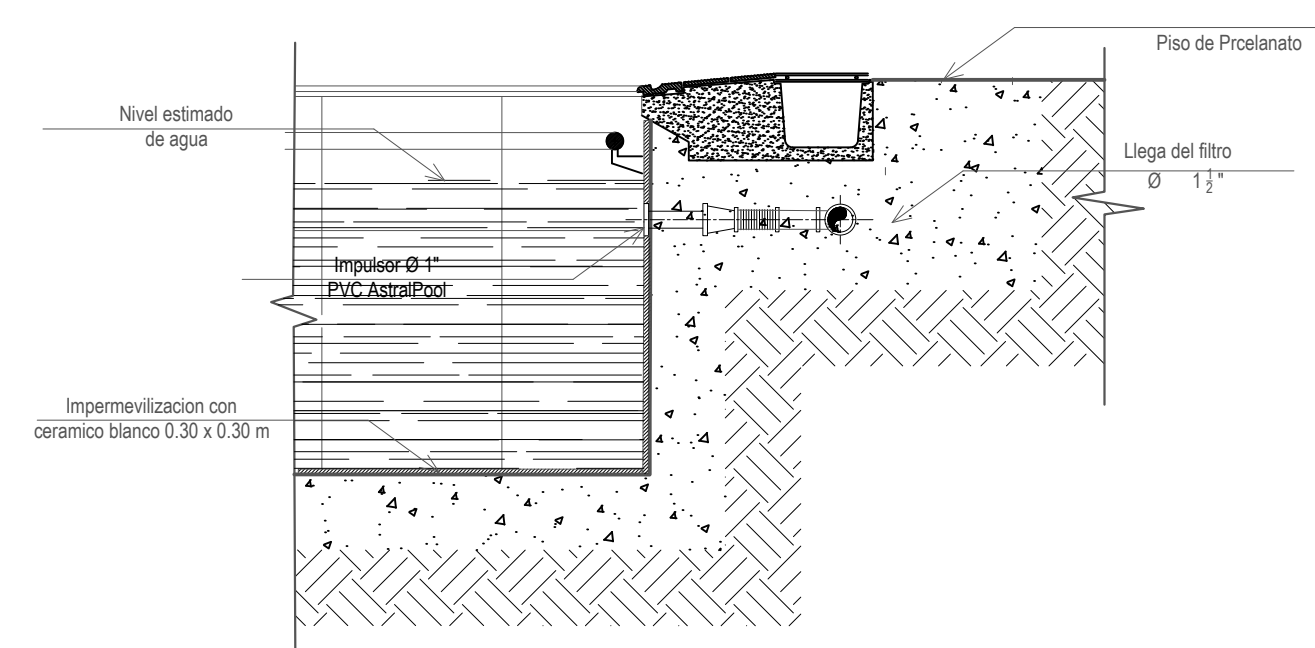 Piso de Prcelanato
Nivel estimado
de agua
Llega del filtro
Ø 1 1/2"
Impulsor Ø 1"
PVC AstralPool
Impermevilizacion con
ceramico blanco 0.30 x 0.30 m